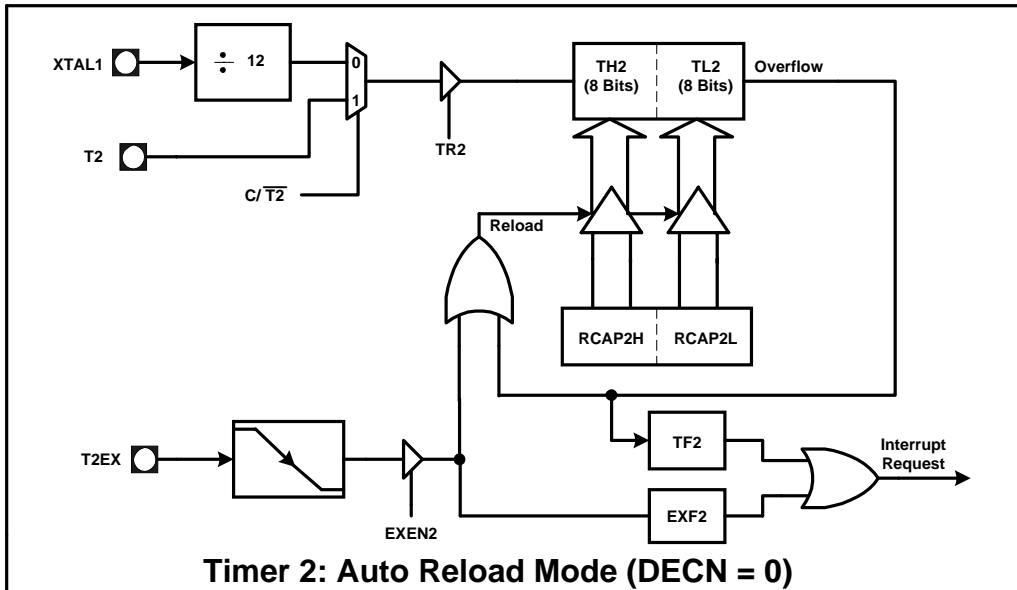 XTAL1
÷ 12
0
1
T2
C/T2
TR2
TH2
(8 Bits)
TL2
(8 Bits)
Overflow
Reload
RCAP2H
RCAP2L
T2EX
EXEN2
TF2
EXF2
Interrupt
Request
Timer 2: Auto Reload Mode (DECN = 0)